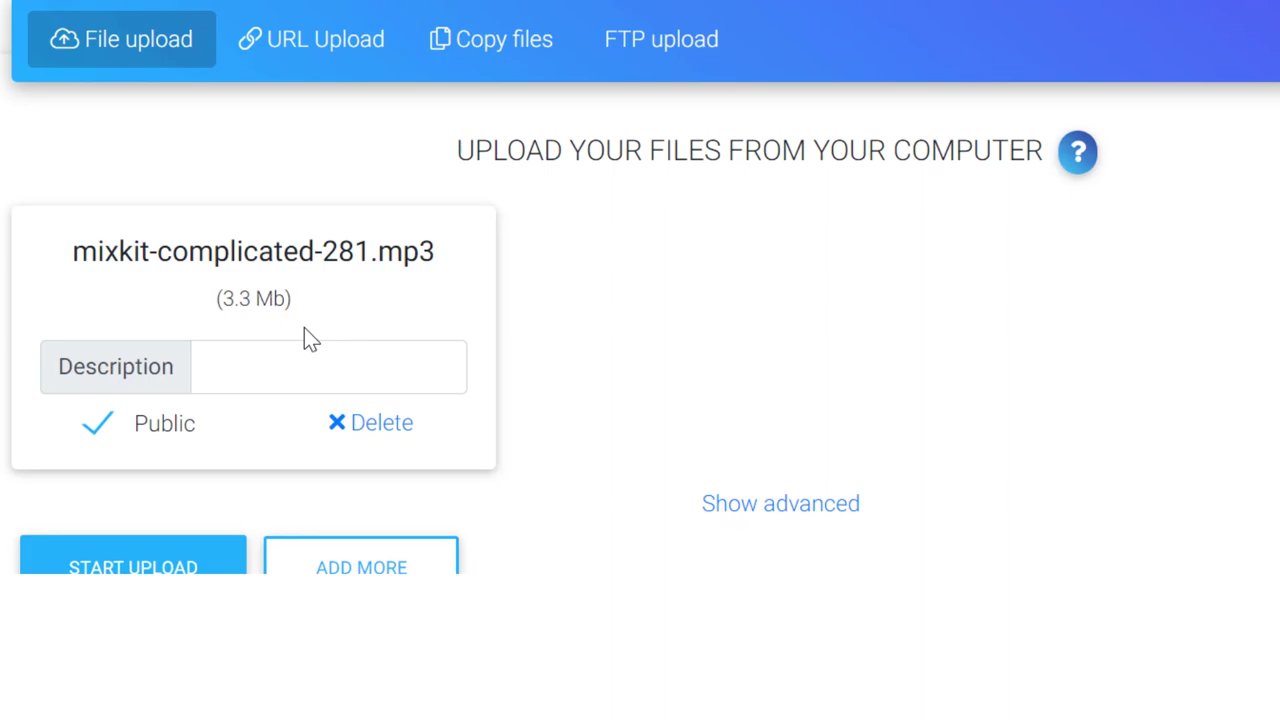 File upload URL Upload Copy files FTP upload
UPLOAD YOUR FILES FROM YOUR COMPUTER ?
mixkit-complicated-281.mp3
(3.3 Mb)
Description
Public Delete
Show advanced
START UPLOAD ADD MORE